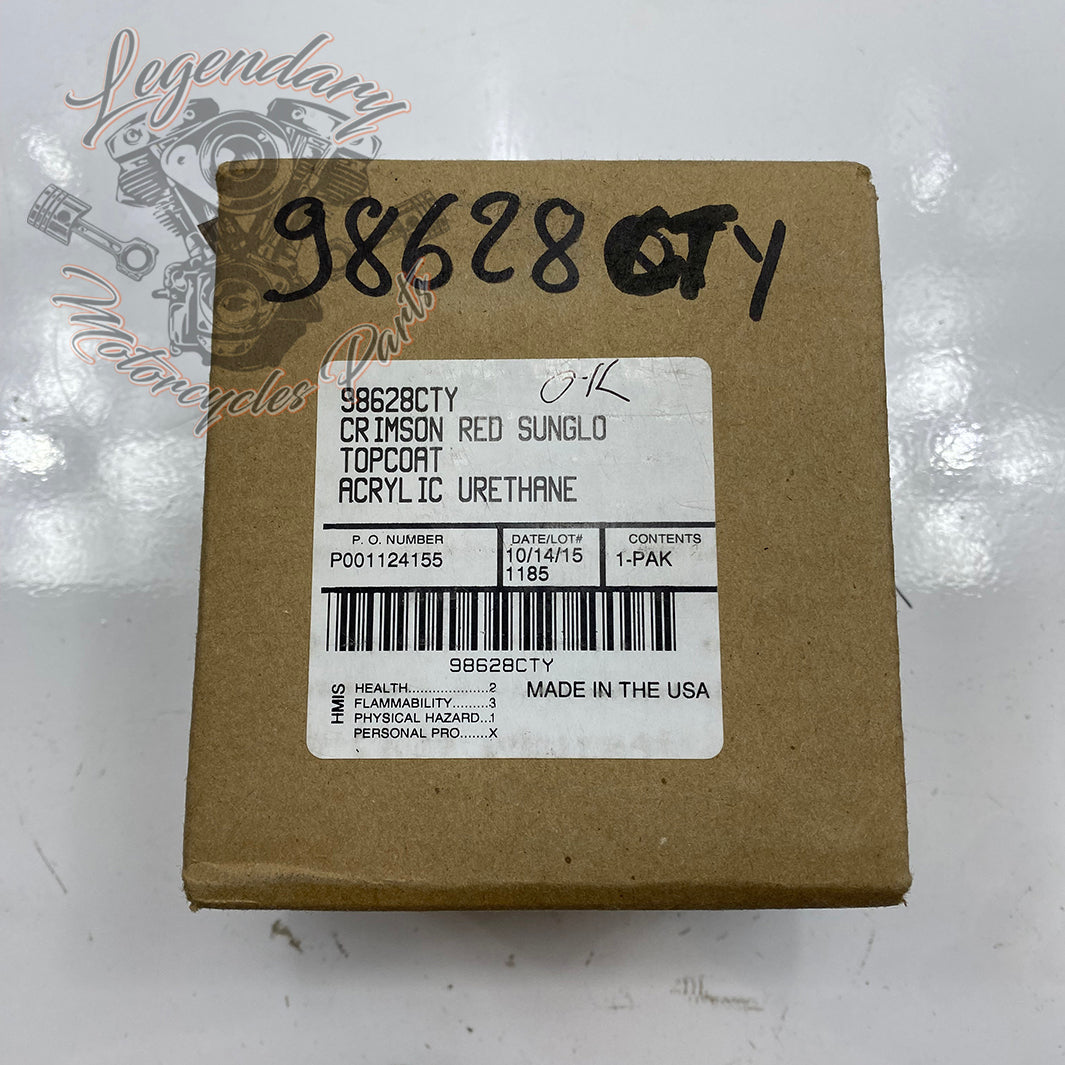 Legendary
Motorcycles Parts
98628CTY
O-K
98628CTY
CRIMSON RED SUNGLO
TOPCOAT
ACRYLIC URETHANE
P. O. NUMBER DATE/LOT# CONTENTS
P001124155 10/14/15 1-PAK
1185
98628CTY
HMIS
HEALTH...................2 MADE IN THE USA
FLAMMABILITY.........3
PHYSICAL HAZARD...1
PERSONAL PRO.......X